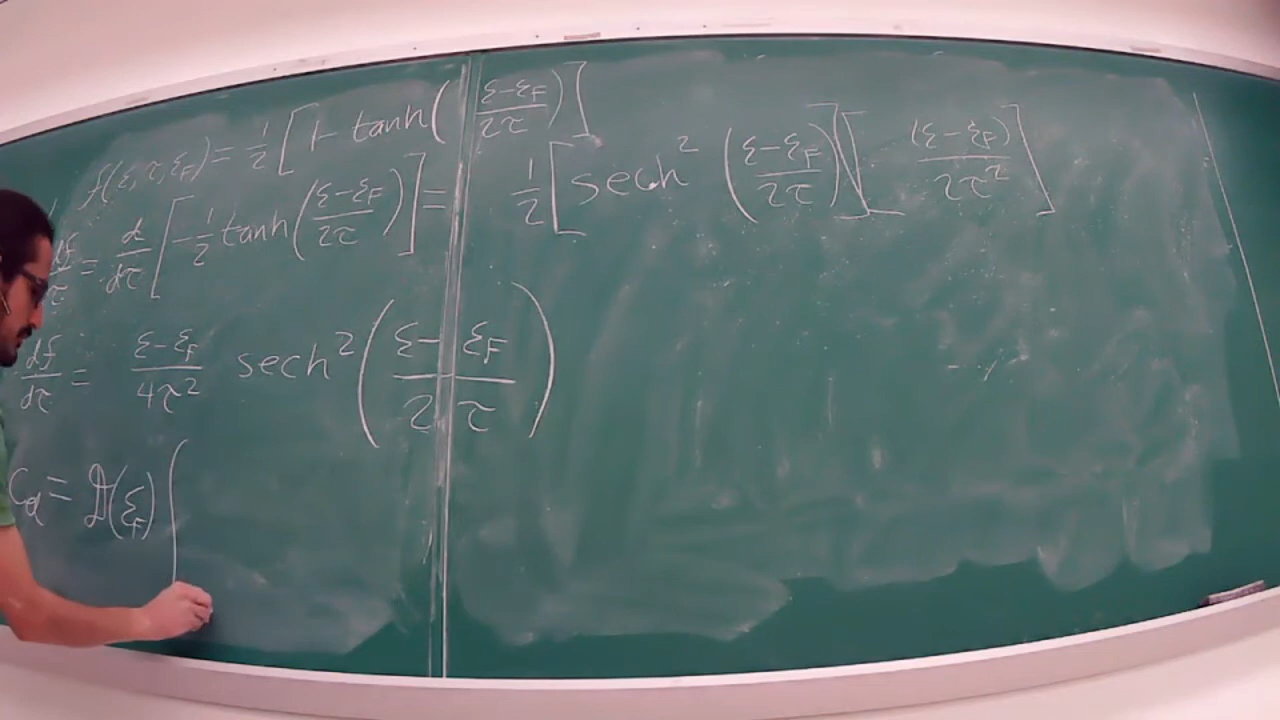 f(ε,τ,ε_F) = 1/2 [1 - tanh((ε-ε_F)/(2τ))]
df/dτ = d/dτ [-1/2 tanh((ε-ε_F)/(2τ))] = 1/2 [sech²((ε-ε_F)/(2τ))] [(ε-ε_F)/(2τ²)]
df/dτ = (ε-ε_F)/(4τ²) sech²((ε-ε_F)/(2τ))
C_el = 𝒟(ε_F) ∫